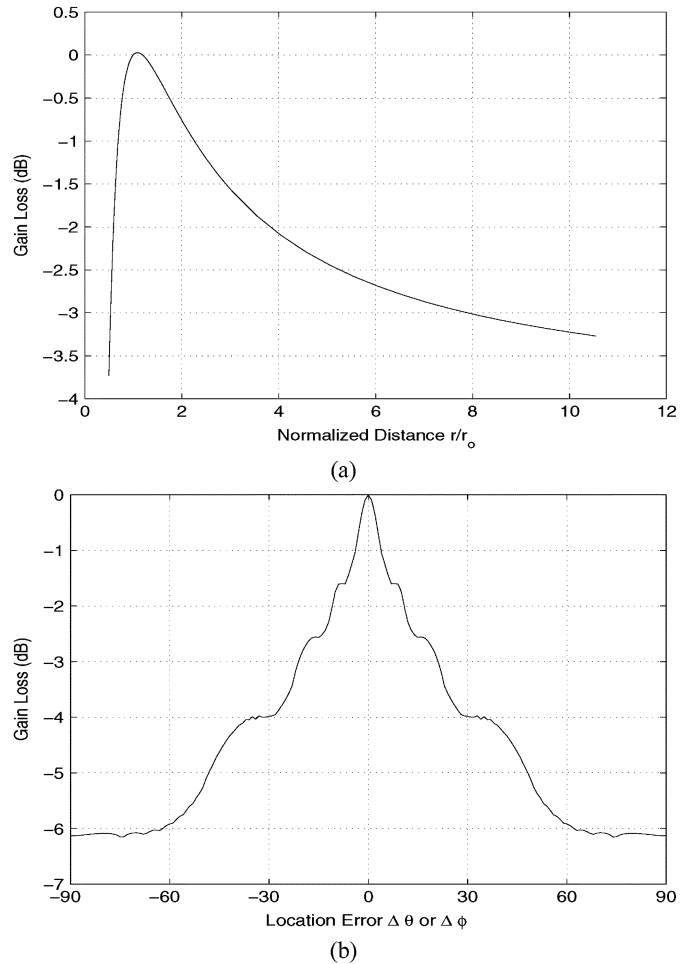 0.5
0
−0.5
−1
−1.5
−2
−2.5
−3
−3.5
−4
Gain Loss (dB)
0 2 4 6 8 10 12
Normalized Distance r/r_o
(a)
0
−1
−2
−3
−4
−5
−6
−7
Gain Loss (dB)
−90 −60 −30 0 30 60 90
Location Error Δ θ or Δ ϕ
(b)